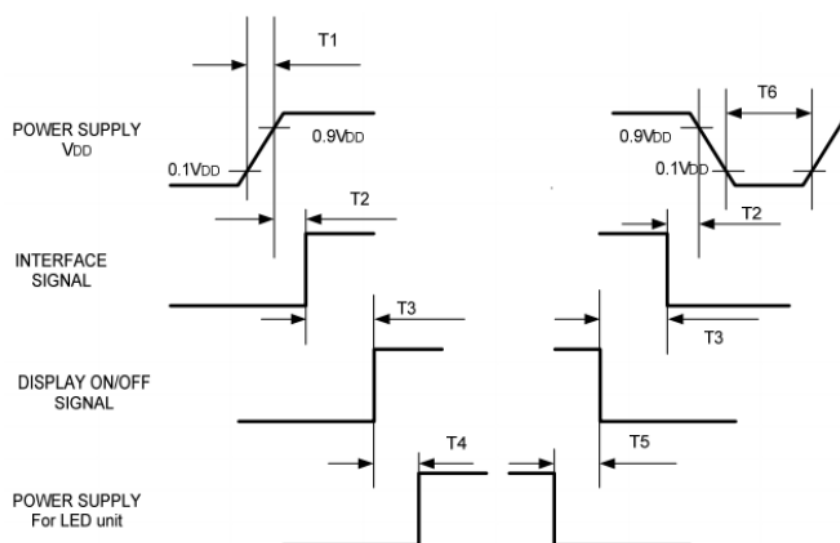 T1
T6
POWER SUPPLY
VDD
0.9VDD
0.9VDD
0.1VDD
0.1VDD
T2
T2
INTERFACE
SIGNAL
T3
T3
DISPLAY ON/OFF
SIGNAL
T4
T5
POWER SUPPLY
For LED unit